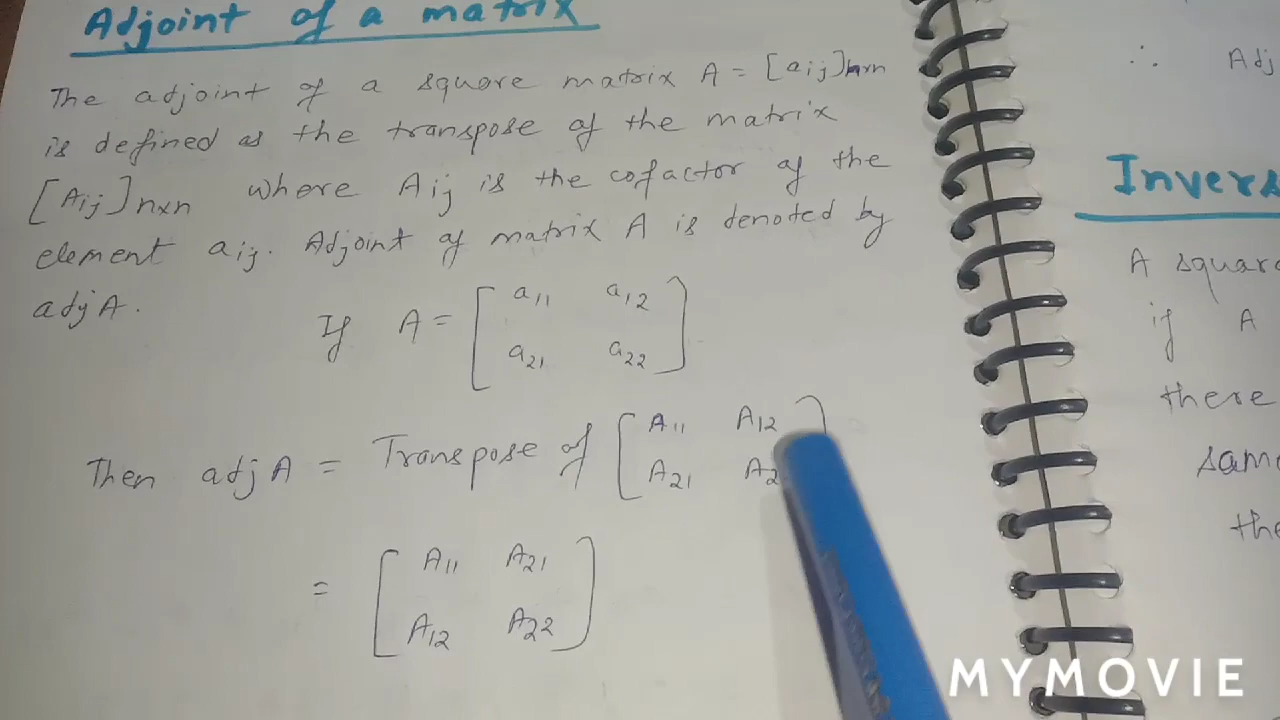 Adjoint of a matrix
The adjoint of a square matrix A = [aij]nxn
is defined as the transpose of the matrix
[Aij]nxn where Aij is the cofactor of the
element aij. Adjoint of matrix A is denoted by
adjA.
If A = [ a11 a12
a21 a22 ]
Then adj A = Transpose of [ A11 A12
A21 A2 ]
= [ A11 A21
A12 A22 ]
∴ Adj
Invers
A square
if A
there
same
the
MYMOVIE